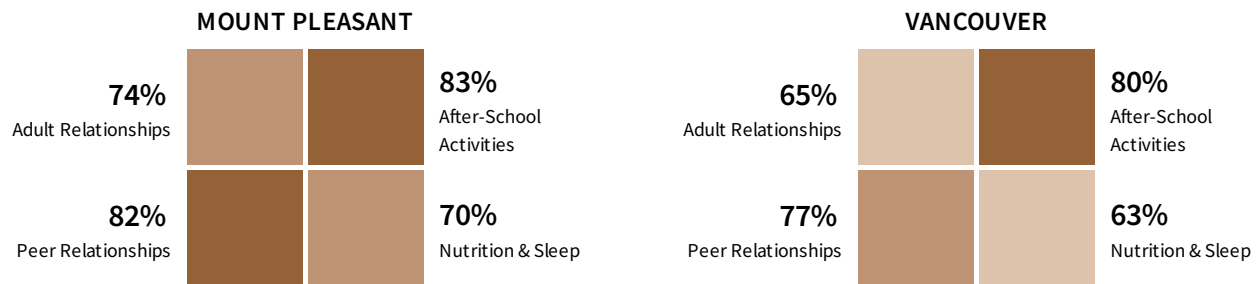 MOUNT PLEASANT
74%
Adult Relationships
83%
After-School
Activities
82%
Peer Relationships
70%
Nutrition & Sleep
VANCOUVER
65%
Adult Relationships
80%
After-School
Activities
77%
Peer Relationships
63%
Nutrition & Sleep